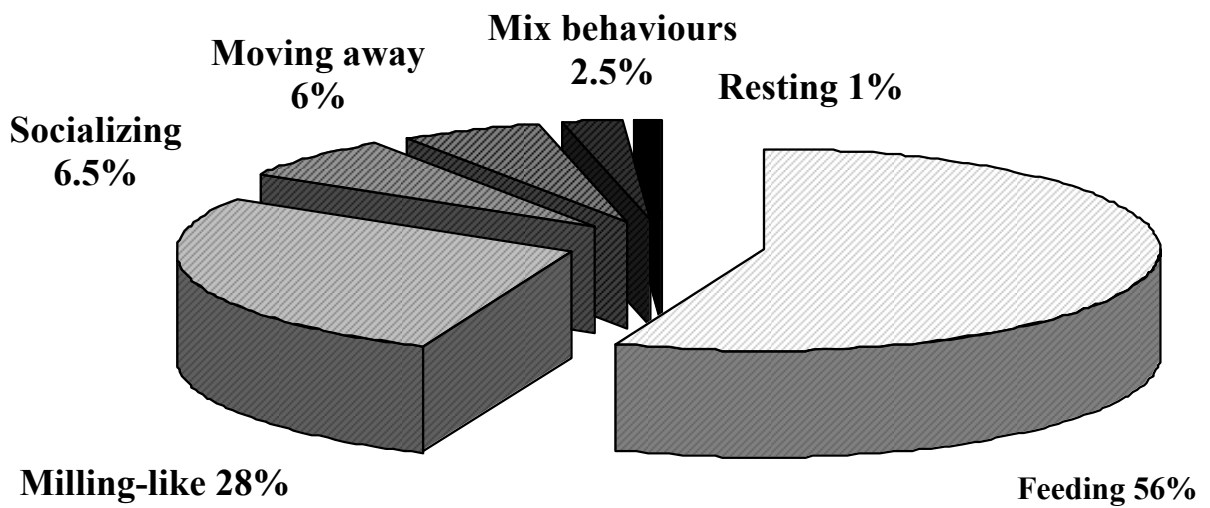 Mix behaviours
2.5%
Moving away
6%
Resting 1%
Socializing
6.5%
Milling-like 28%
Feeding 56%